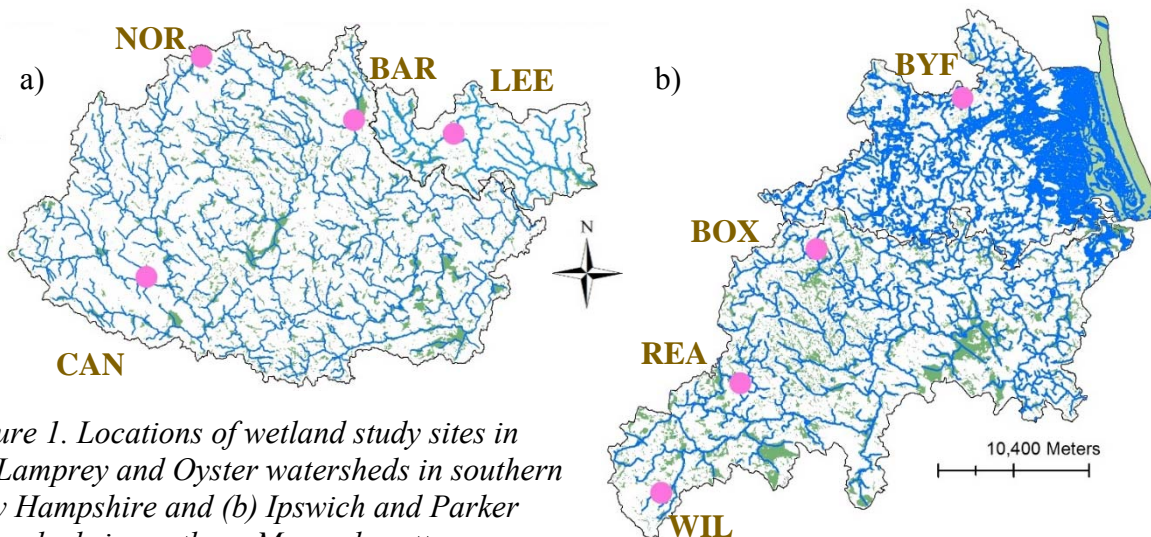 NOR
BAR
LEE
a)
CAN
N
b)
BYF
BOX
REA
WIL
10,400 Meters
ure 1. Locations of wetland study sites in
Lamprey and Oyster watersheds in southern
Hampshire and (b) Ipswich and Parker